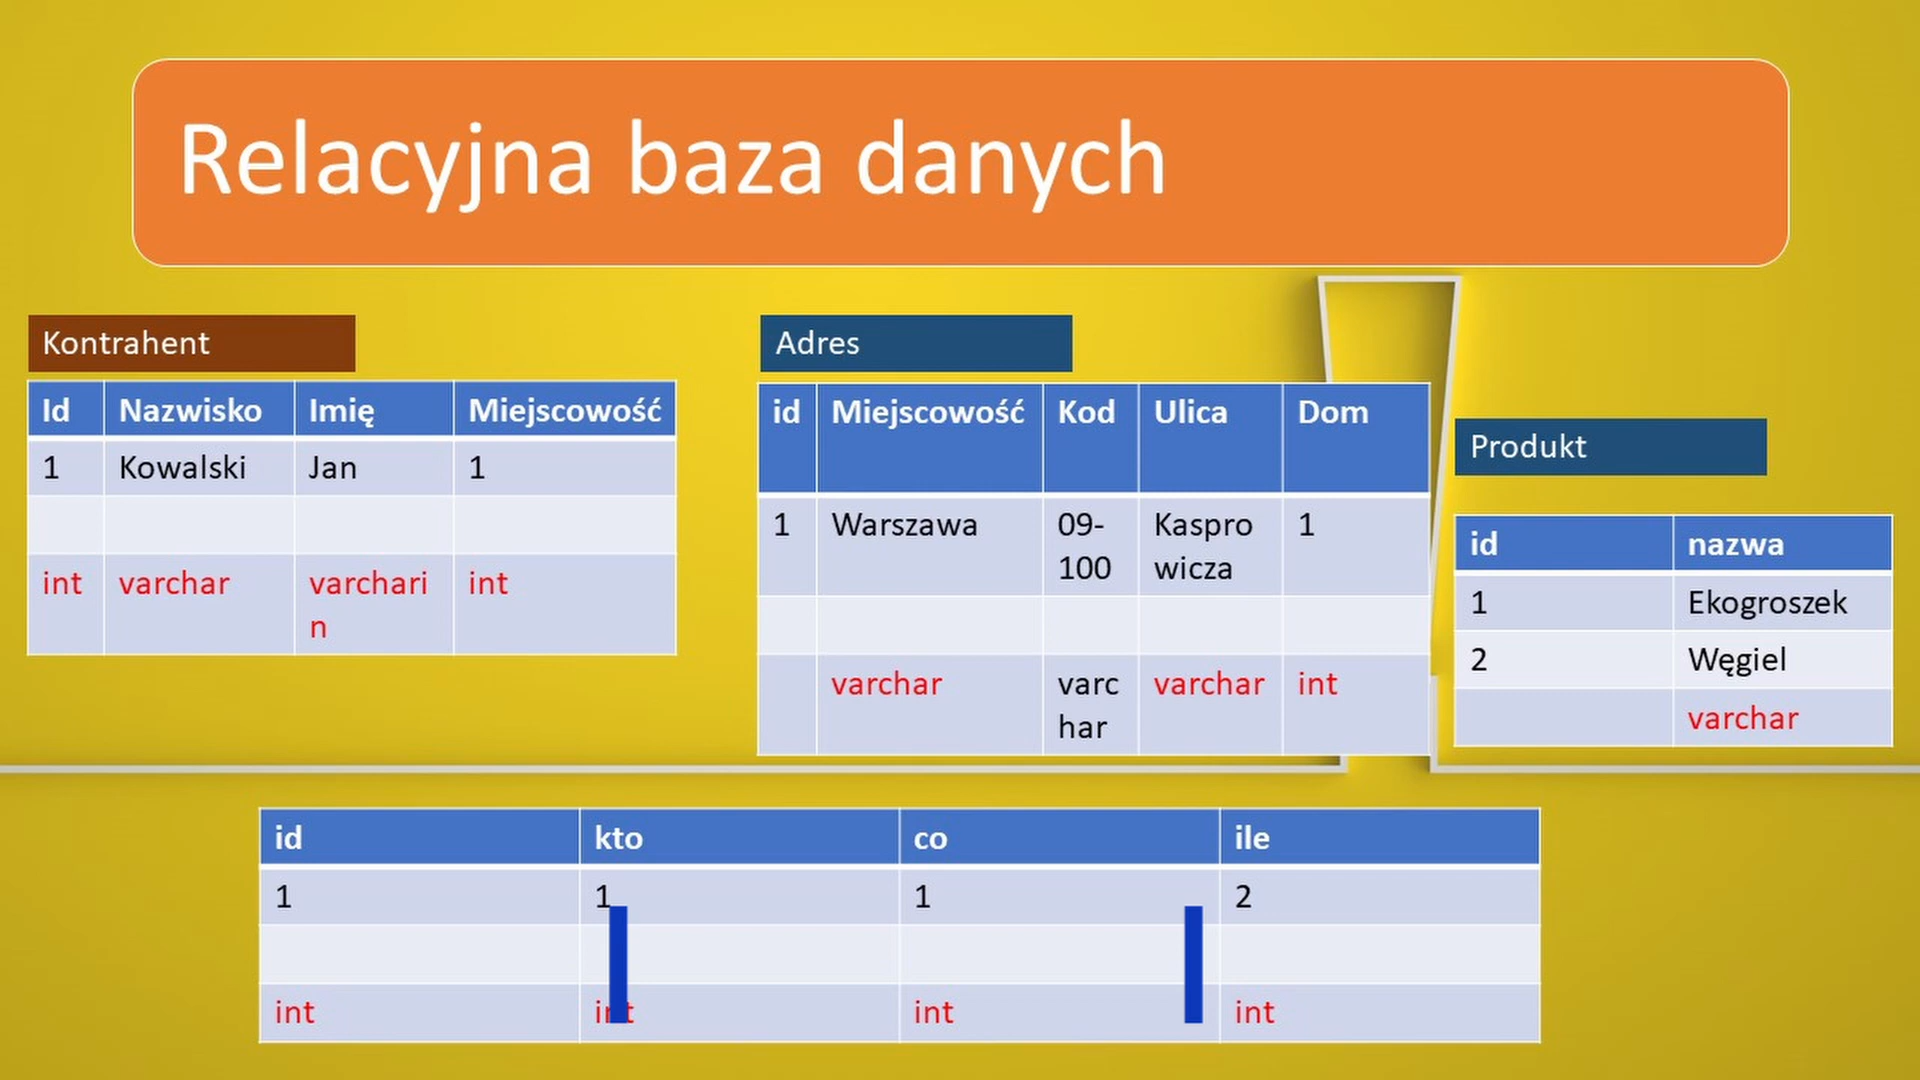 Relacyjna baza danych
Kontrahent
Id Nazwisko Imię Miejscowość
1 Kowalski Jan 1
int varchar varchari int
n
Adres
id Miejscowość Kod Ulica Dom
1 Warszawa 09- Kaspro 1
100 wicza
varchar varc varchar int
har
Produkt
id nazwa
1 Ekogroszek
2 Węgiel
varchar
id kto co ile
1 1 1 2
int int int int